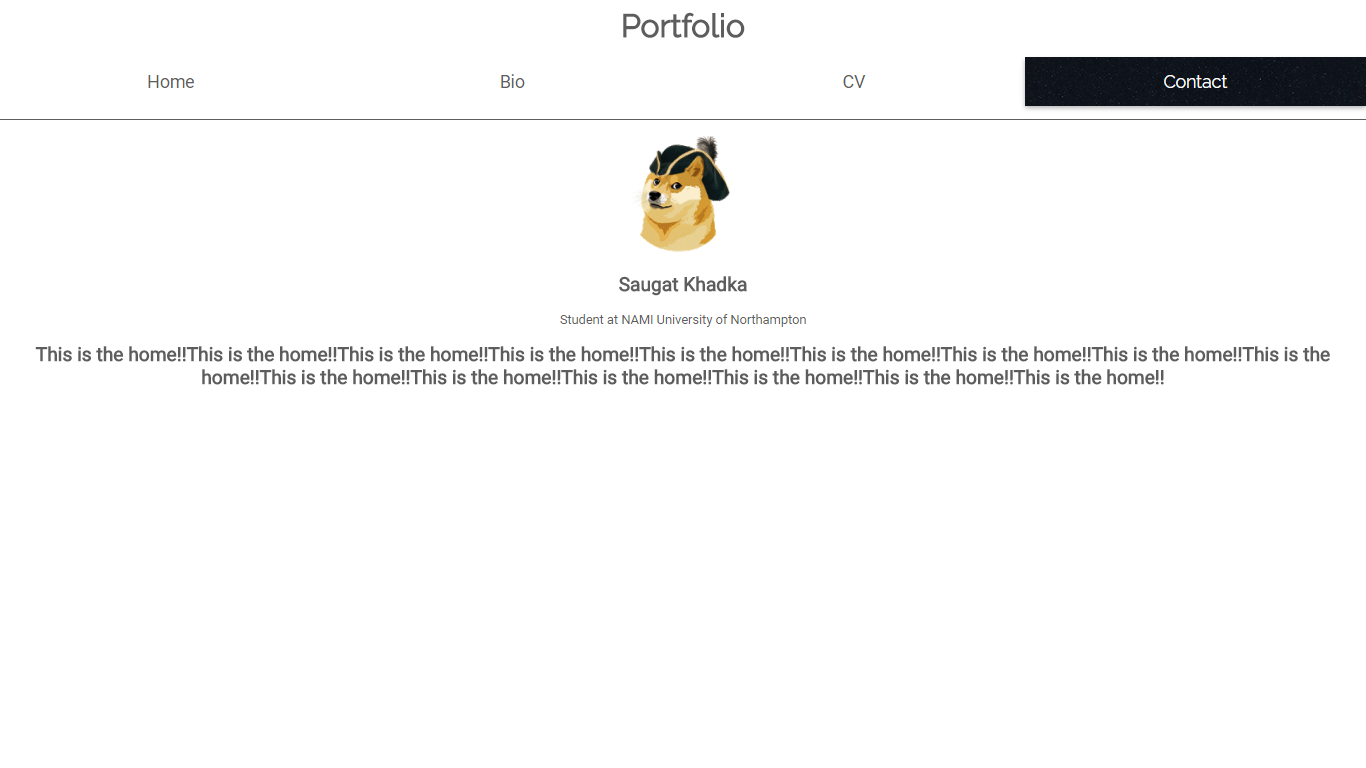 Portfolio
Home Bio CV Contact
Saugat Khadka
Student at NAMI University of Northampton
This is the home!!This is the home!!This is the home!!This is the home!!This is the home!!This is the home!!This is the home!!This is the home!!This is the
home!!This is the home!!This is the home!!This is the home!!This is the home!!This is the home!!This is the home!!